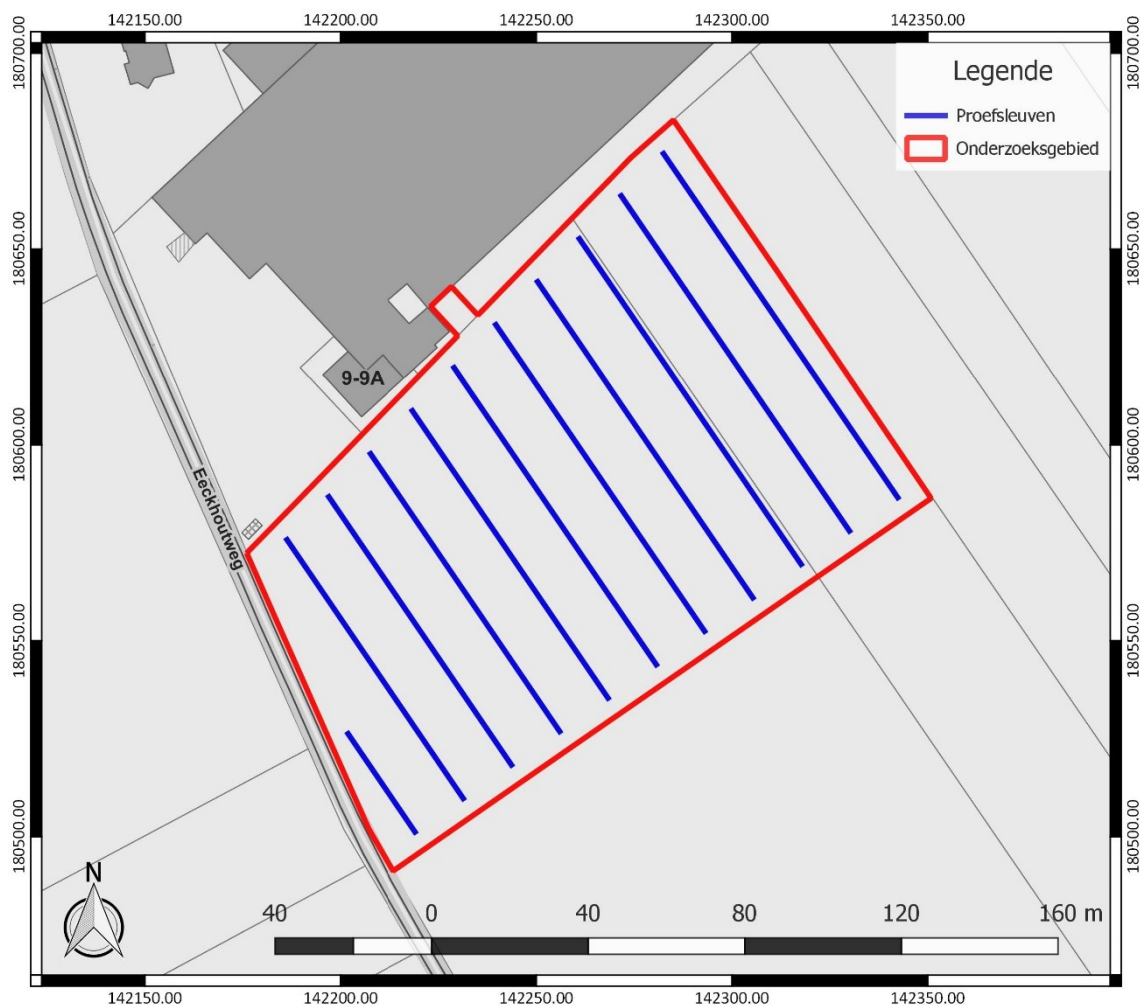 142150.00 142200.00 142250.00 142300.00 142350.00
180700.00 180700.00
Legende
Proefsleuven
Onderzoeksgebied
180650.00 180650.00
9-9A
180600.00 180600.00
Eeckhoutweg
180550.00 180550.00
180500.00 180500.00
N
40 0 40 80 120 160 m
142150.00 142200.00 142250.00 142300.00 142350.00